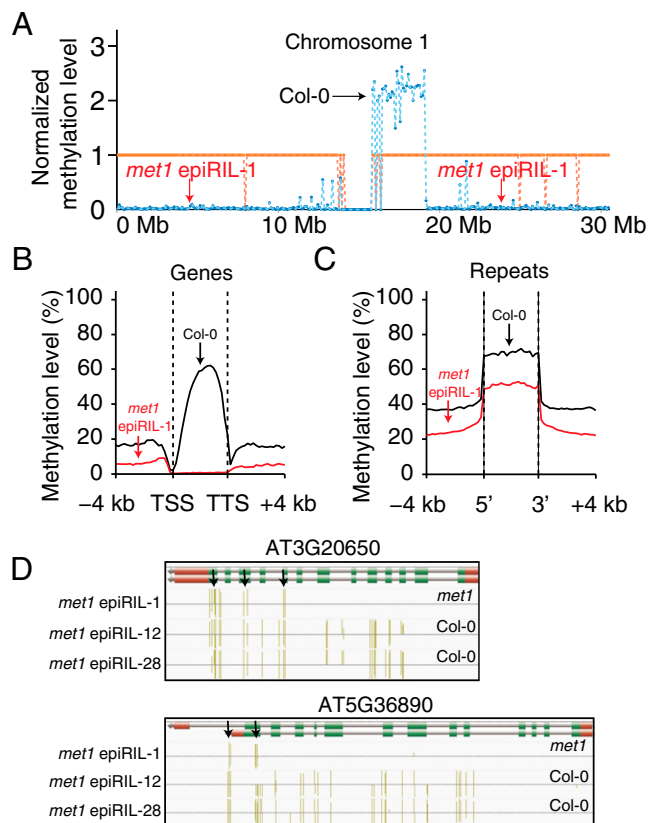 A
Chromosome 1
Normalized
methylation level
3
2
1
0
Col-0
met1 epiRIL-1
met1 epiRIL-1
0 Mb
10 Mb
20 Mb
30 Mb
B
Genes
Methylation level (%)
100
80
60
40
20
0
Col-0
met1
epiRIL-1
−4 kb
TSS
TTS
+4 kb
C
Repeats
Methylation level (%)
100
80
60
40
20
0
Col-0
met1
epiRIL-1
−4 kb
5’
3’
+4 kb
D
AT3G20650
met1 epiRIL-1
met1
met1 epiRIL-12
Col-0
met1 epiRIL-28
Col-0
AT5G36890
met1 epiRIL-1
met1
met1 epiRIL-12
Col-0
met1 epiRIL-28
Col-0